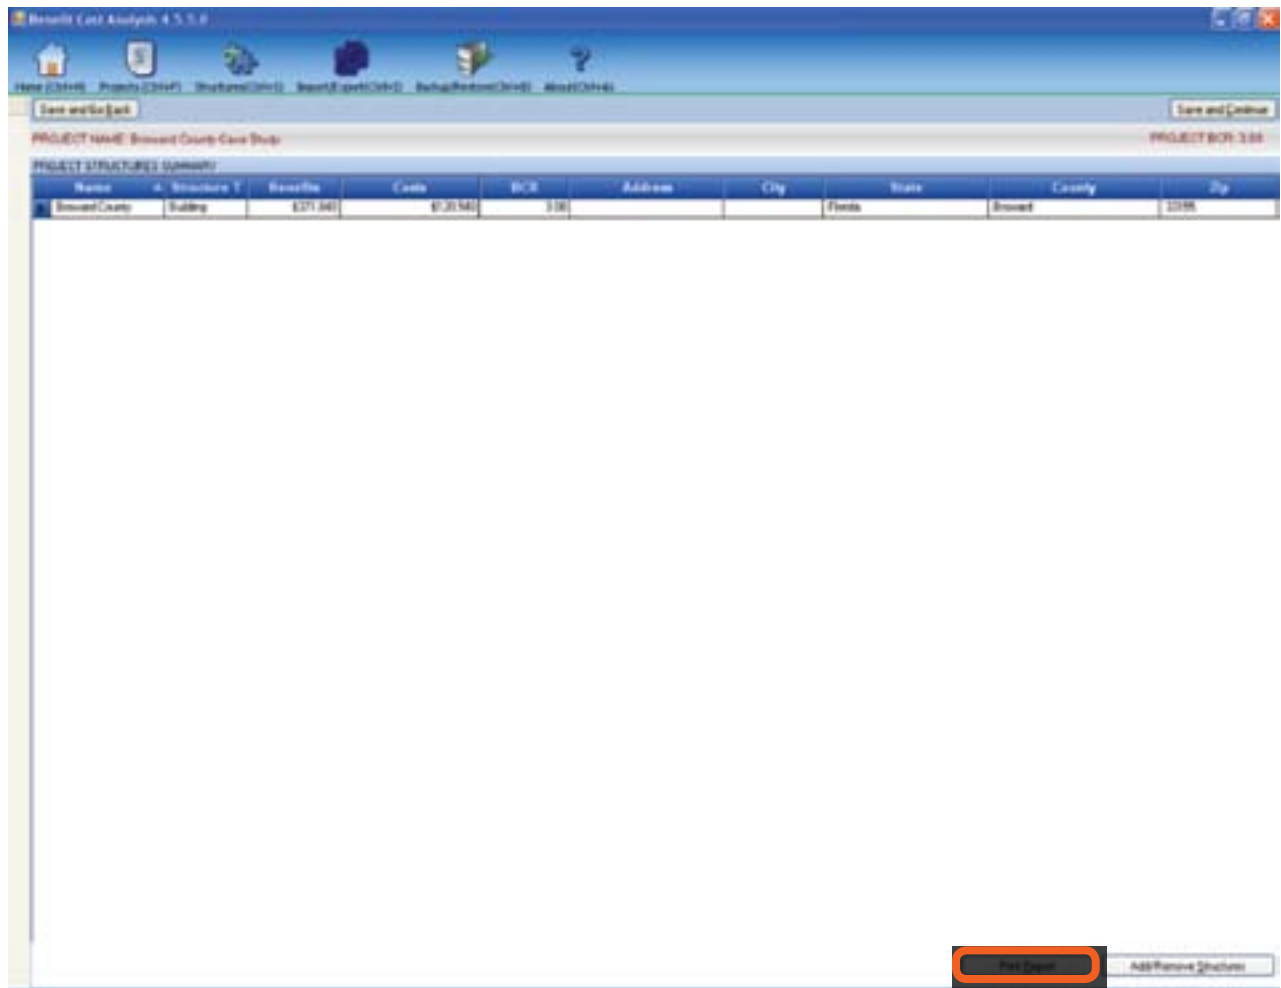 Benefit Cost Analysis 4.5.5.0
Home (Ctrl+H) Projects (Ctrl+P) Structures(Ctrl+S) Import/Export(Ctrl+I) Backup/Restore(Ctrl+B) About(Ctrl+A)
Save and Go Back Save and Continue
PROJECT NAME: Broward County Case Study PROJECT BCR:
PROJECT STRUCTURES SUMMARY
Name Structure T Benefits Costs BCR Address City State County Zip
Broward County Building Florida Broward
Print Report Add/Remove Structures